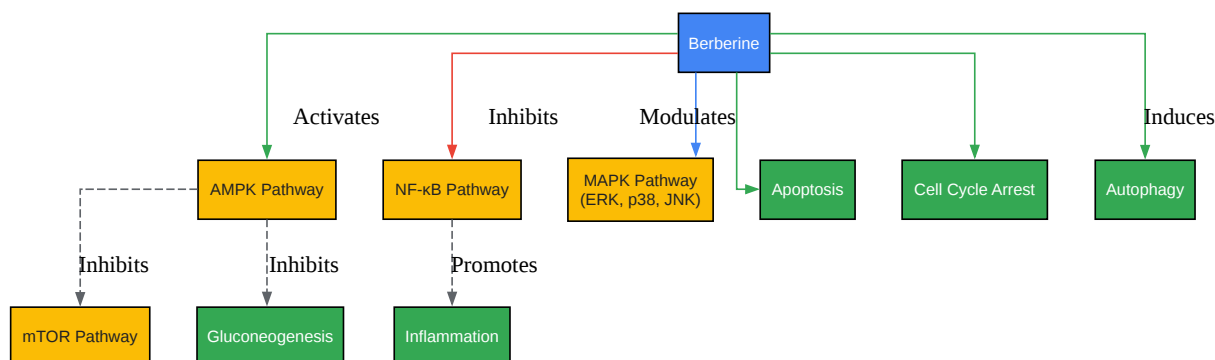 Berberine
Activates
Inhibits
Modulates
Induces
AMPK Pathway
NF-κB Pathway
MAPK Pathway
(ERK, p38, JNK)
Apoptosis
Cell Cycle Arrest
Autophagy
Inhibits
Inhibits
Promotes
mTOR Pathway
Gluconeogenesis
Inflammation